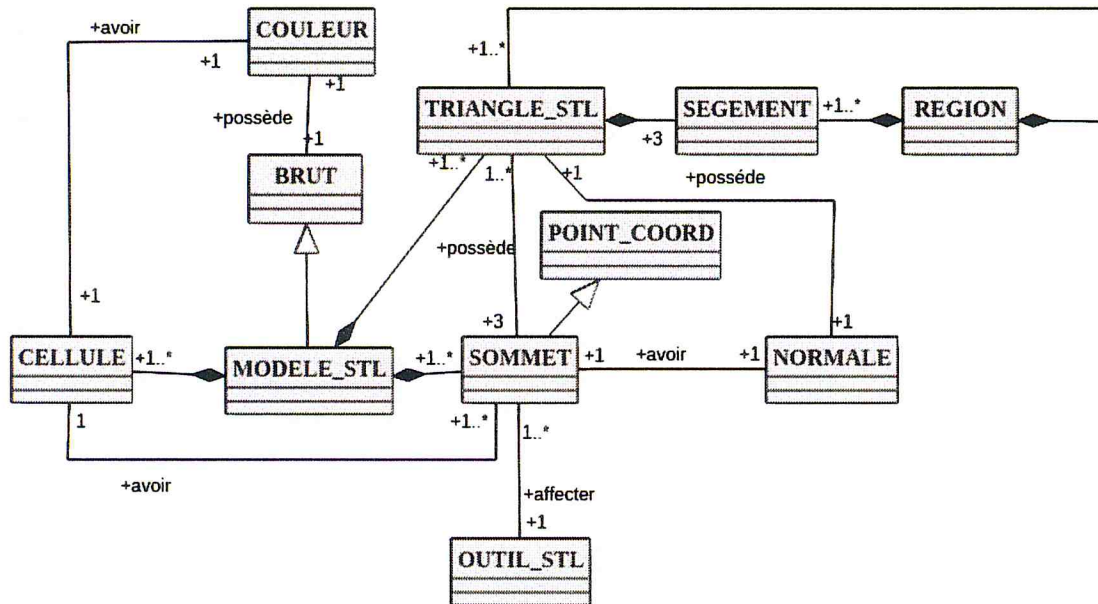 +avoir
COULEUR
+1
+1
+1..*
TRIANGLE_STL
SEGEMENT
+1..*
REGION
+3
+possède
+1
BRUT
+1..*
1..*
+1
+posséde
POINT_COORD
+possède
+1
+3
+1
CELLULE
+1..*
MODELE_STL
+1..*
SOMMET
+1
+avoir
+1
NORMALE
1
+1..*
1..*
+avoir
+affecter
+1
OUTIL_STL